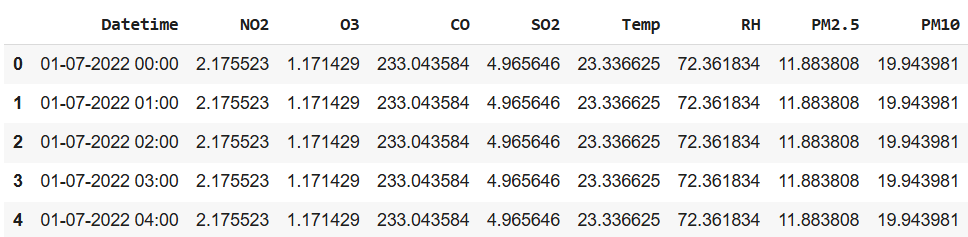 Datetime NO2 O3 CO SO2 Temp RH PM2.5 PM10
0 01-07-2022 00:00 2.175523 1.171429 233.043584 4.965646 23.336625 72.361834 11.883808 19.943981
1 01-07-2022 01:00 2.175523 1.171429 233.043584 4.965646 23.336625 72.361834 11.883808 19.943981
2 01-07-2022 02:00 2.175523 1.171429 233.043584 4.965646 23.336625 72.361834 11.883808 19.943981
3 01-07-2022 03:00 2.175523 1.171429 233.043584 4.965646 23.336625 72.361834 11.883808 19.943981
4 01-07-2022 04:00 2.175523 1.171429 233.043584 4.965646 23.336625 72.361834 11.883808 19.943981